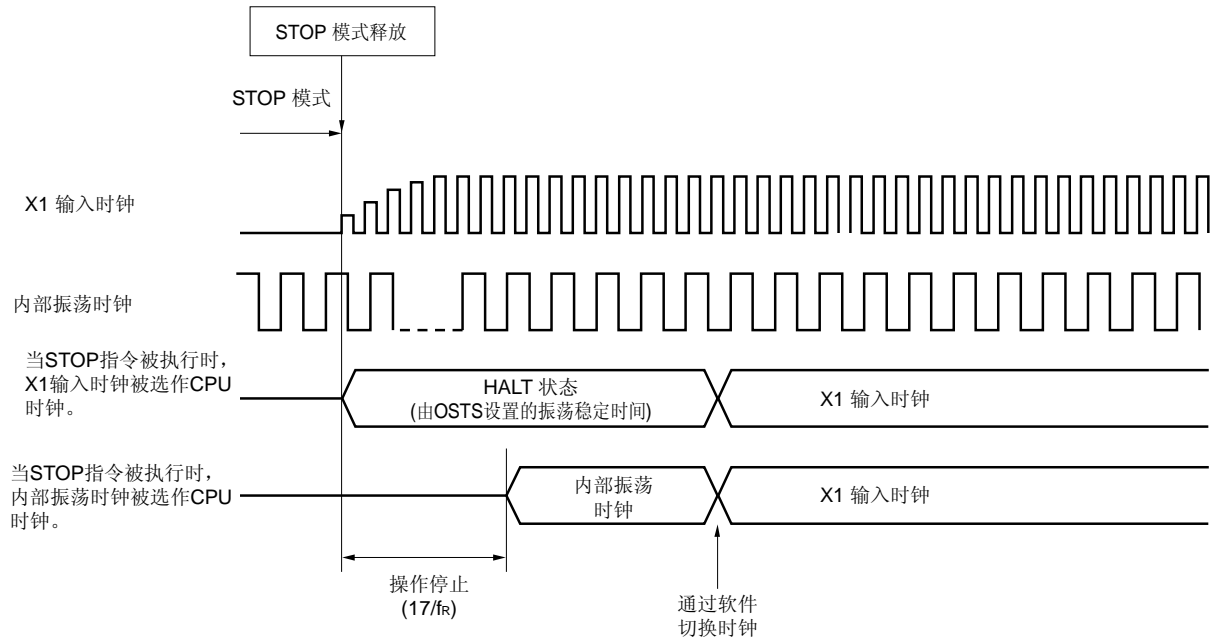 STOP 模式释放
STOP 模式
X1 输入时钟
内部振荡时钟
当STOP指令被执行时，
X1输入时钟被选作CPU
时钟。
HALT 状态
(由OSTS设置的振荡稳定时间)
X1 输入时钟
当STOP指令被执行时，
内部振荡时钟被选作CPU
时钟。
内部振荡
时钟
X1 输入时钟
操作停止
(17/fR)
通过软件
切换时钟